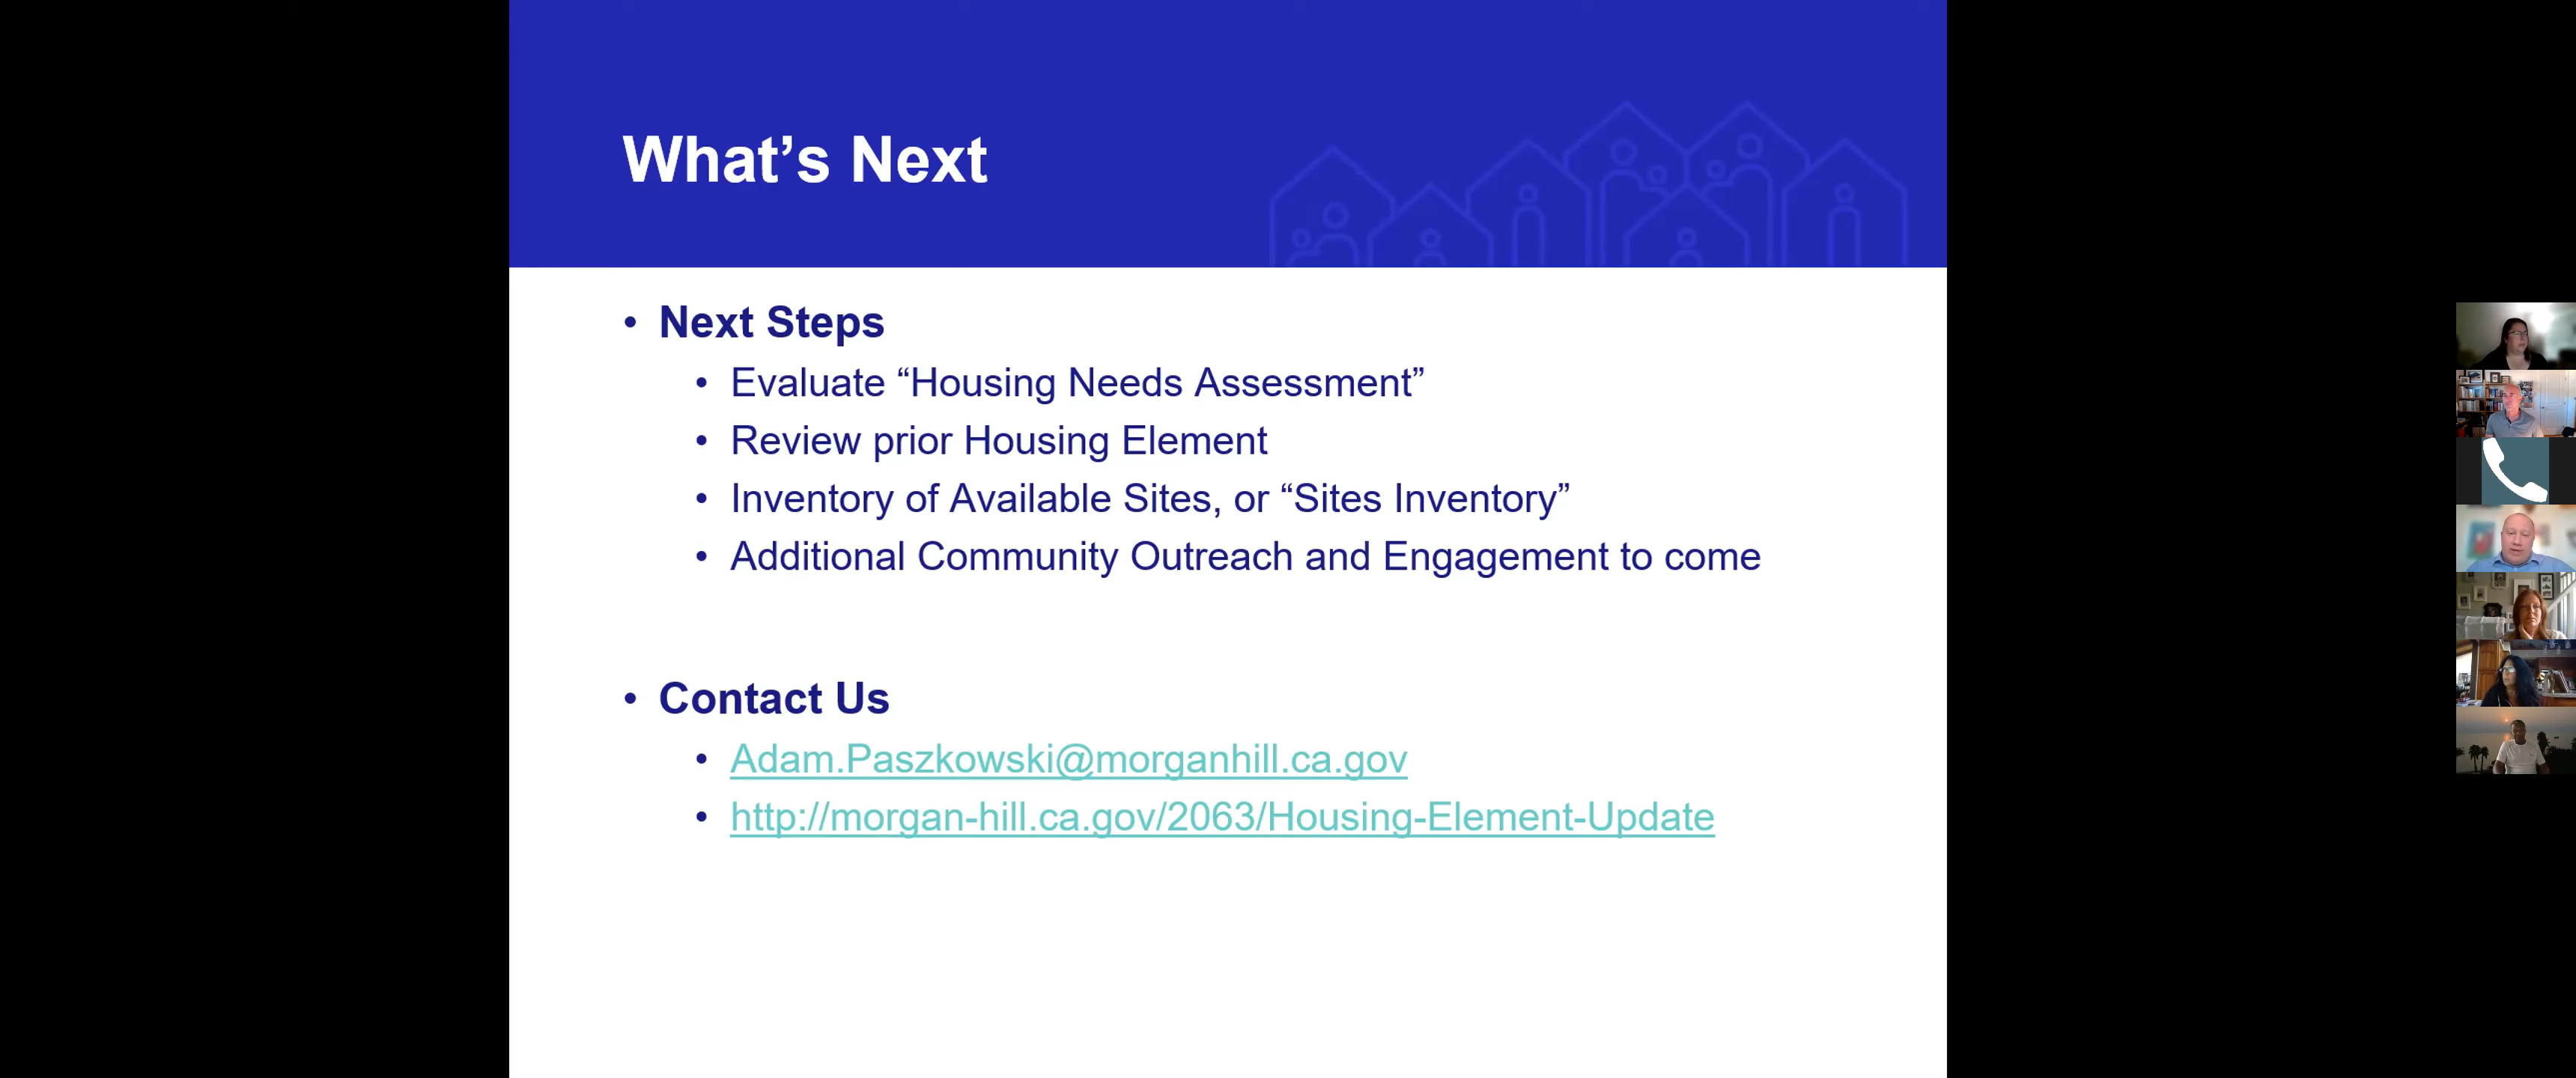 What’s Next
• Next Steps
• Evaluate “Housing Needs Assessment”
• Review prior Housing Element
• Inventory of Available Sites, or “Sites Inventory”
• Additional Community Outreach and Engagement to come
• Contact Us
• Adam.Paszkowski@morganhill.ca.gov
• http://morgan-hill.ca.gov/2063/Housing-Element-Update